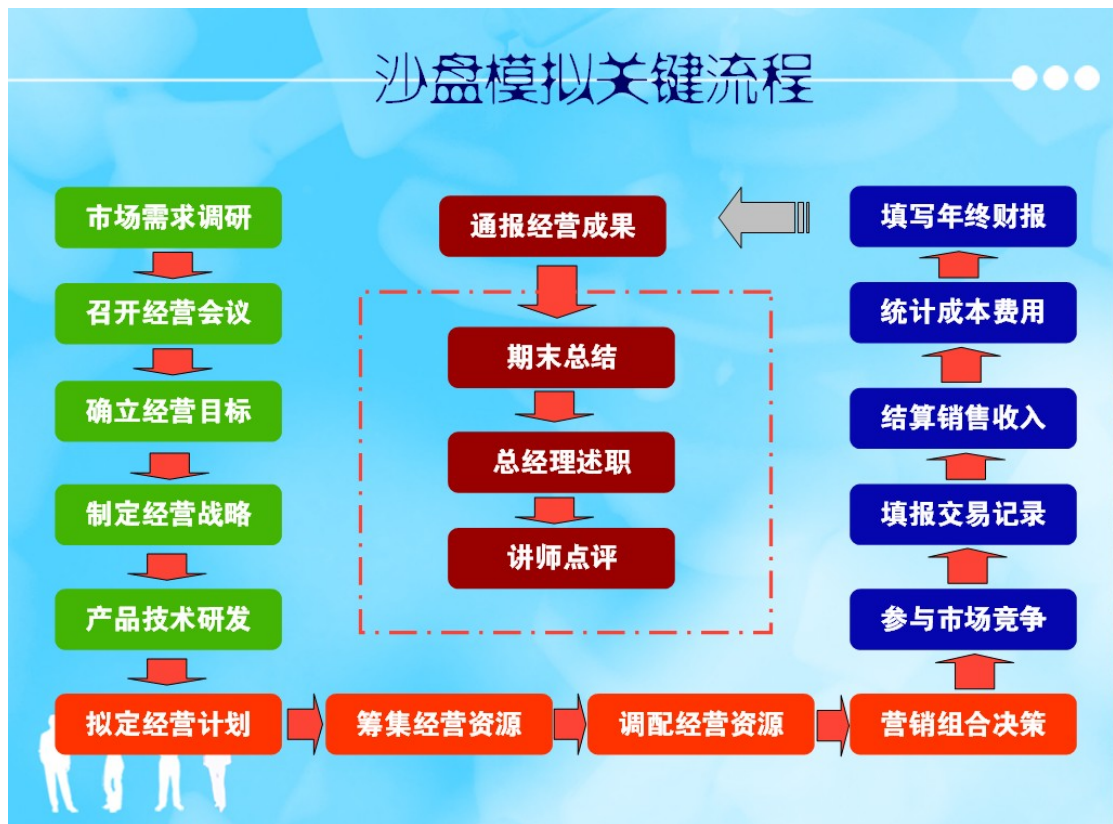 沙盘模拟关键流程
市场需求调研
召开经营会议
确立经营目标
制定经营战略
产品技术研发
拟定经营计划
筹集经营资源
调配经营资源
营销组合决策
参与市场竞争
填报交易记录
结算销售收入
统计成本费用
填写年终财报
通报经营成果
期末总结
总经理述职
讲师点评